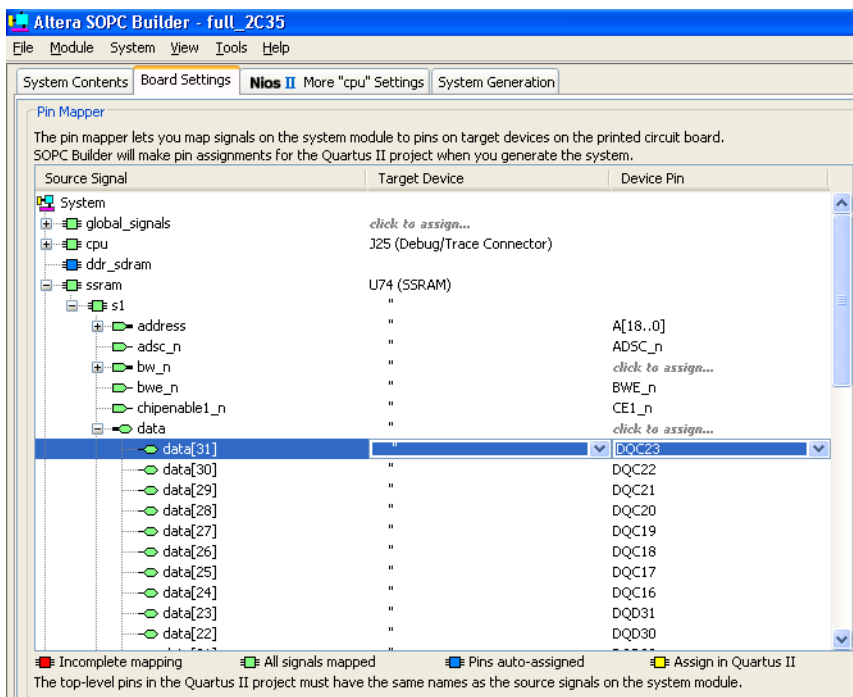 Altera SOPC Builder - full_2C35
File Module System View Tools Help
System Contents Board Settings Nios II More "cpu" Settings System Generation
Pin Mapper
The pin mapper lets you map signals on the system module to pins on target devices on the printed circuit board.
SOPC Builder will make pin assignments for the Quartus II project when you generate the system.
Source Signal Target Device Device Pin
System
global_signals click to assign...
cpu J25 (Debug/Trace Connector)
ddr_sdram
ssram U74 (SSRAM)
s1 "
address " A[18..0]
adsc_n " ADSC_n
bw_n " click to assign...
bwe_n " BWE_n
chipenable1_n " CE1_n
data " click to assign...
data[31] " DQC23
data[30] " DQC22
data[29] " DQC21
data[28] " DQC20
data[27] " DQC19
data[26] " DQC18
data[25] " DQC17
data[24] " DQC16
data[23] " DQD31
data[22] " DQD30
Incomplete mapping All signals mapped Pins auto-assigned Assign in Quartus II
The top-level pins in the Quartus II project must have the same names as the source signals on the system module.